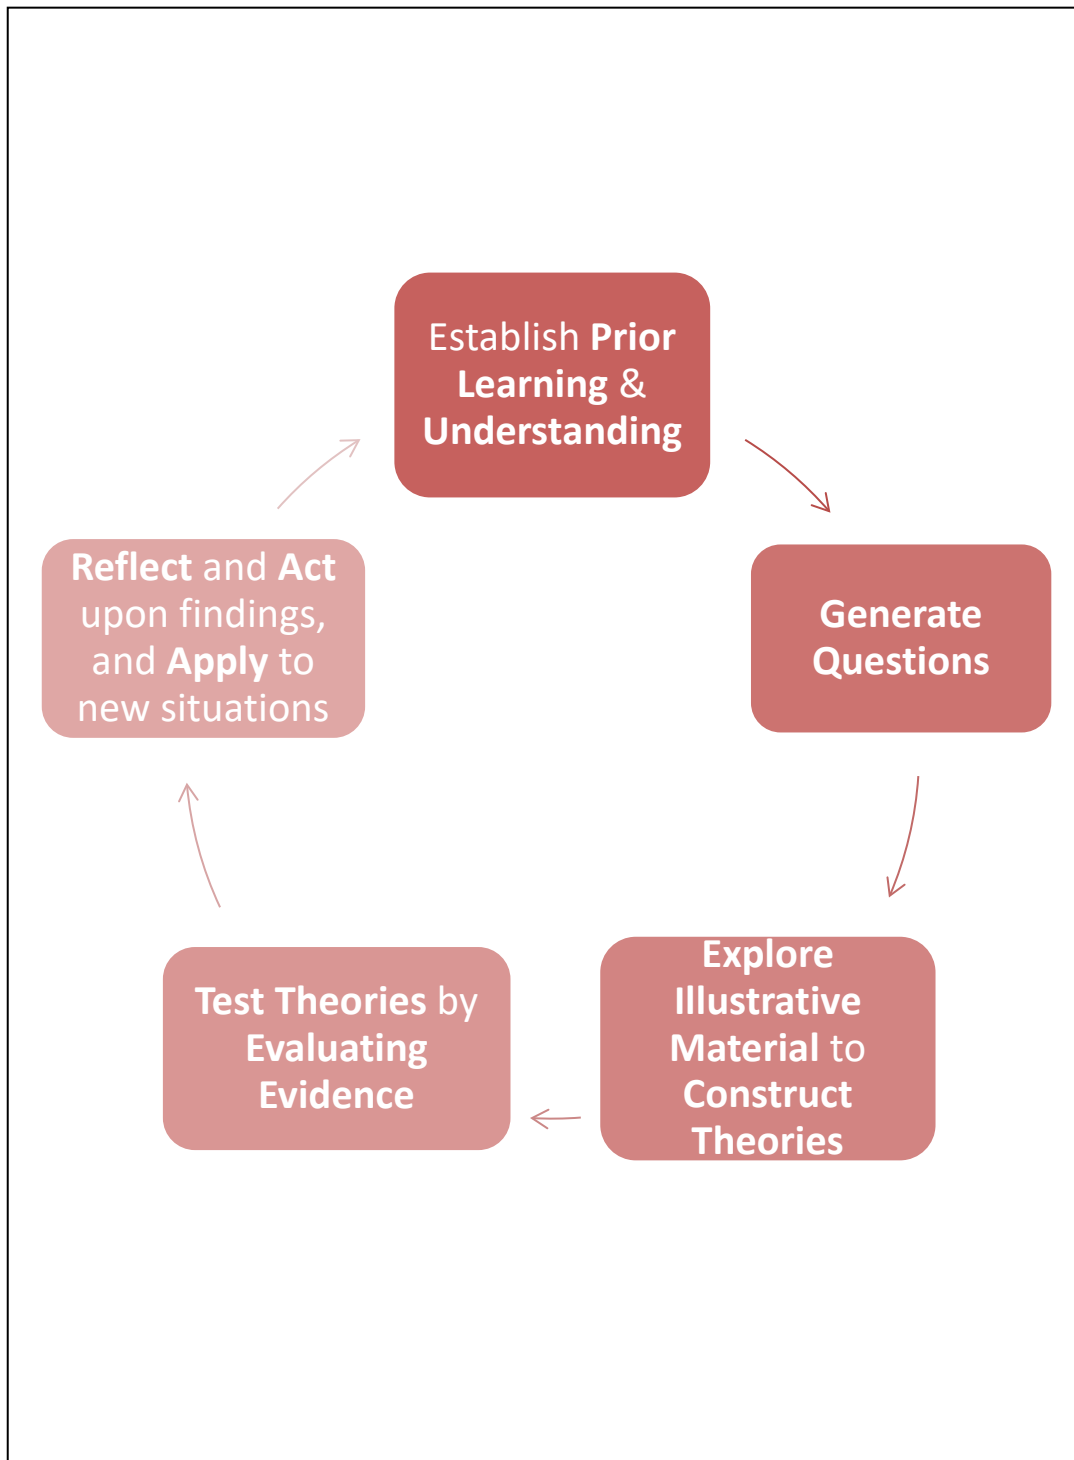 Establish Prior
Learning &
Understanding
Generate
Questions
Explore
Illustrative
Material to
Construct
Theories
Test Theories by
Evaluating
Evidence
Reflect and Act
upon findings,
and Apply to
new situations